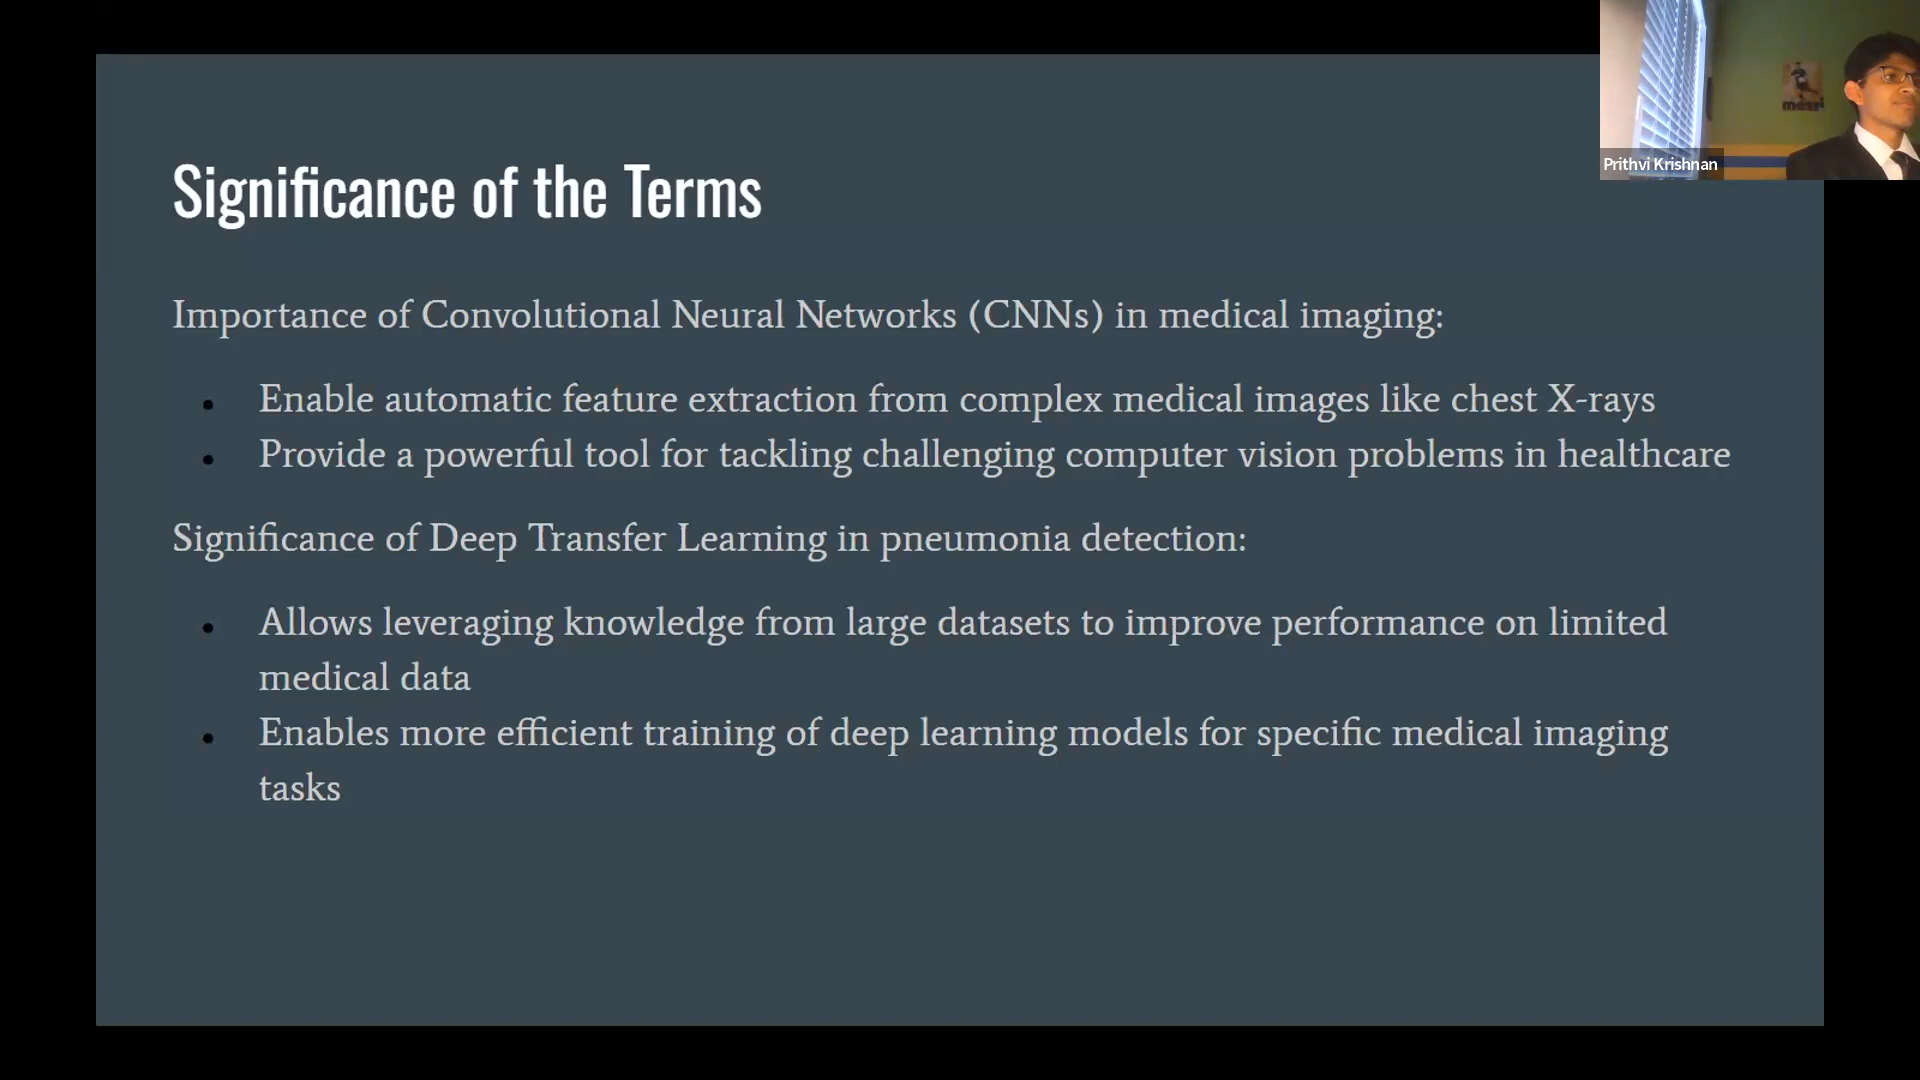 Significance of the Terms
Importance of Convolutional Neural Networks (CNNs) in medical imaging:
• Enable automatic feature extraction from complex medical images like chest X-rays
• Provide a powerful tool for tackling challenging computer vision problems in healthcare
Significance of Deep Transfer Learning in pneumonia detection:
• Allows leveraging knowledge from large datasets to improve performance on limited
medical data
• Enables more efficient training of deep learning models for specific medical imaging
tasks
messi
Prithvi Krishnan